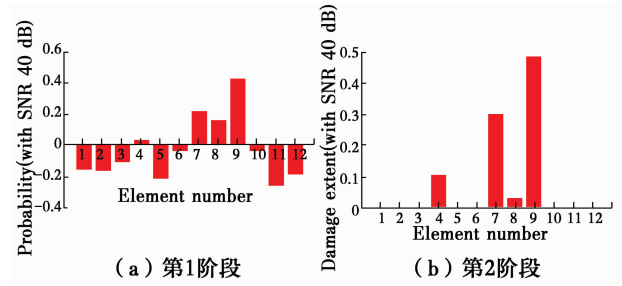 Probability(with SNR 40 dB)
0.6
0.4
0.2
0
−0.2
−0.4
1 2 3 4 5 6 7 8 9 10 11 12
Element number
(a)第1阶段
Damage extent(with SNR 40 dB)
0.5
0.4
0.3
0.2
0.1
0
1 2 3 4 5 6 7 8 9 10 11 12
Element number
(b)第2阶段